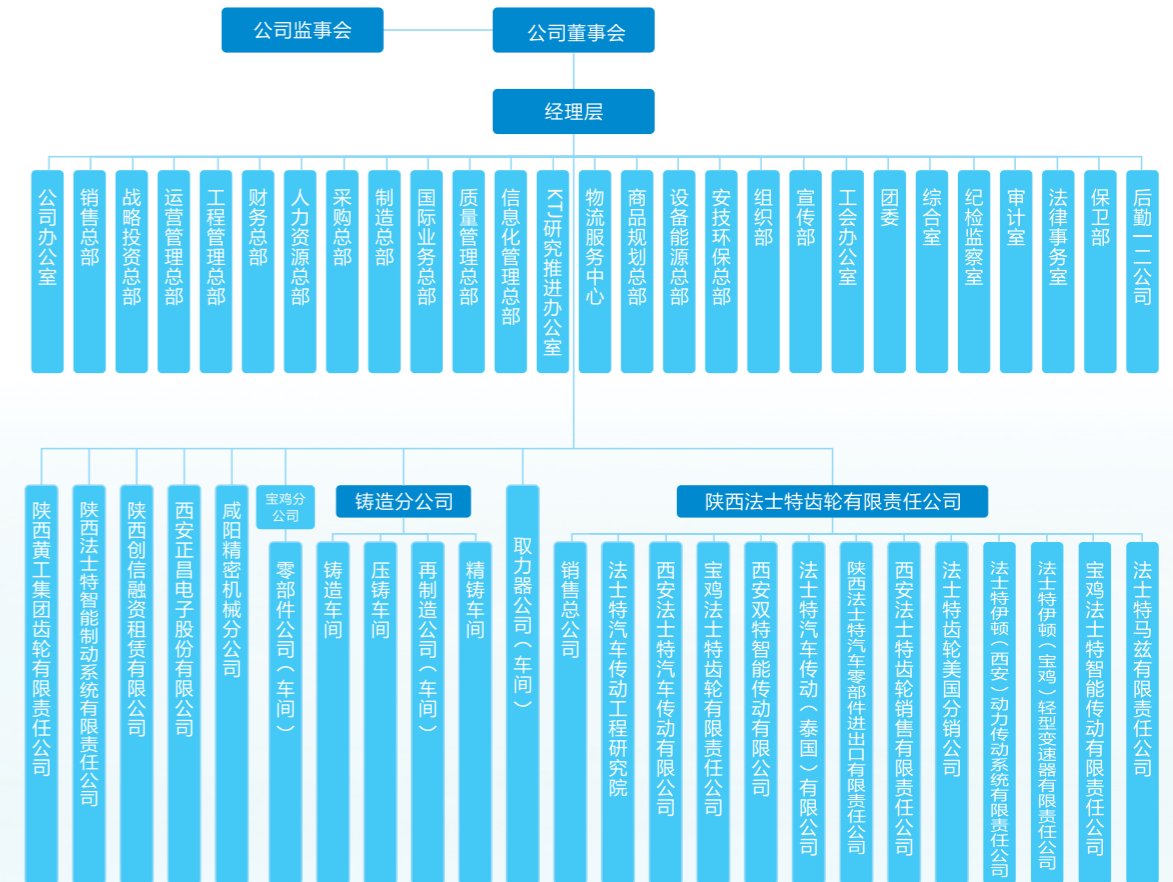 公司监事会
公司董事会
经理层
公司办公室
销售总部
战略投资总部
运营管理总部
工程管理总部
财务总部
人力资源总部
采购总部
制造总部
国际业务总部
质量管理总部
信息化管理总部
KTJ研究推进办公室
物流服务中心
商品规划总部
设备能源总部
安技环保总部
组织部
宣传部
工会办公室
团委
综合室
纪检监察室
审计室
法律事务室
保卫部
后勤一二公司
陕西黄工集团齿轮有限责任公司
陕西法士特智能制动系统有限责任公司
陕西创信融资租赁有限公司
西安正昌电子股份有限公司
咸阳精密机械分公司
宝鸡分
公司
零部件公司（车间）
铸造分公司
铸造车间
压铸车间
再制造公司（车间）
精铸车间
取力器公司（车间）
陕西法士特齿轮有限责任公司
销售总公司
法士特汽车传动工程研究院
西安法士特汽车传动有限公司
宝鸡法士特齿轮有限责任公司
西安双特智能传动有限公司
法士特汽车传动（泰国）有限公司
陕西法士特汽车零部件进出口有限责任公司
西安法士特齿轮销售有限责任公司
法士特齿轮美国分销公司
法士特伊顿（西安）动力传动系统有限责任公司
法士特伊顿（宝鸡）轻型变速器有限责任公司
宝鸡法士特智能传动有限责任公司
法士特马兹有限责任公司